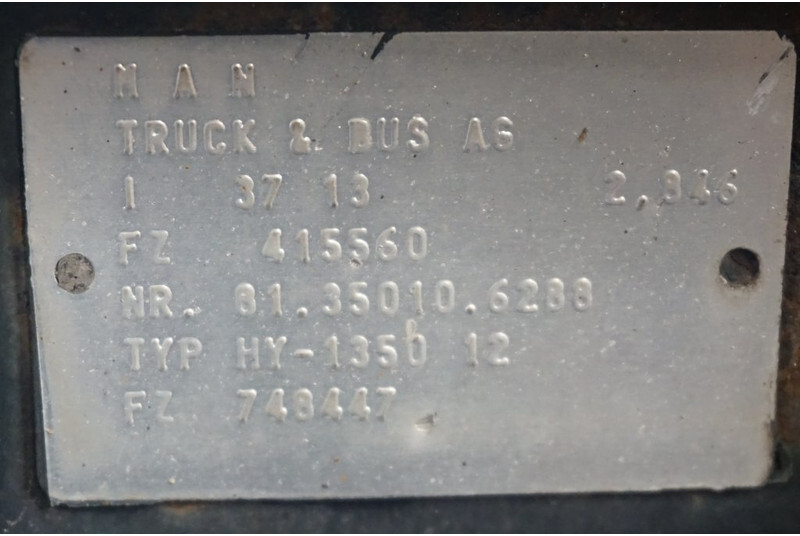 M A N
TRUCK & BUS AG
I 37 13 2,846
FZ 415560
NR. 81.35010.6288
TYP HY-1350 12
FZ. 748447